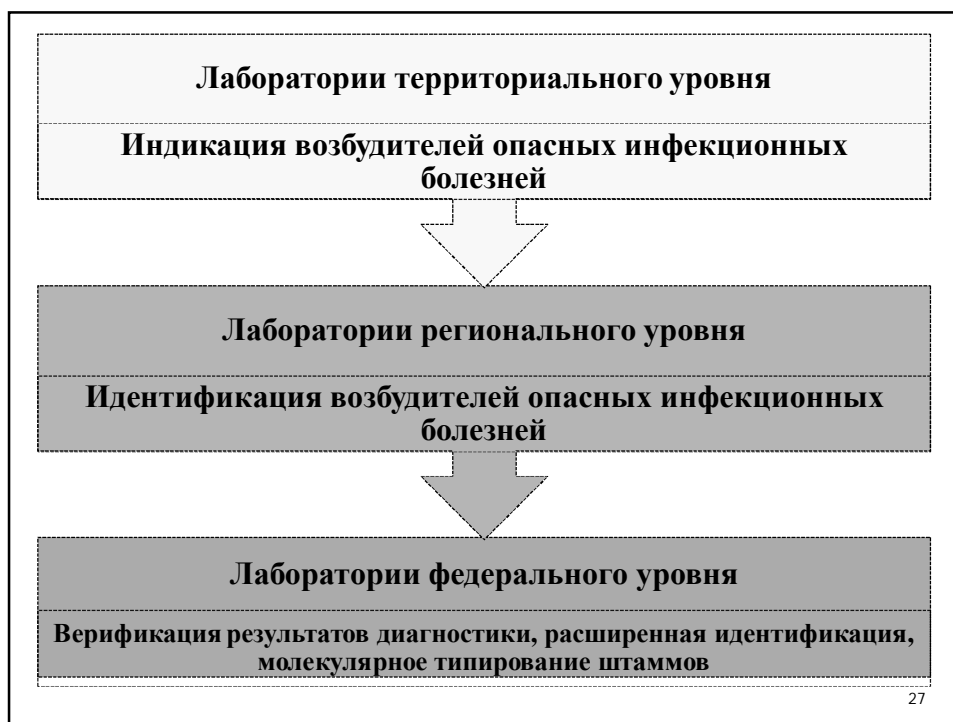 Лаборатории территориального уровня
Индикация возбудителей опасных инфекционных
болезней
Лаборатории регионального уровня
Идентификация возбудителей опасных инфекционных
болезней
Лаборатории федерального уровня
Верификация результатов диагностики, расширенная идентификация,
молекулярное типирование штаммов
27